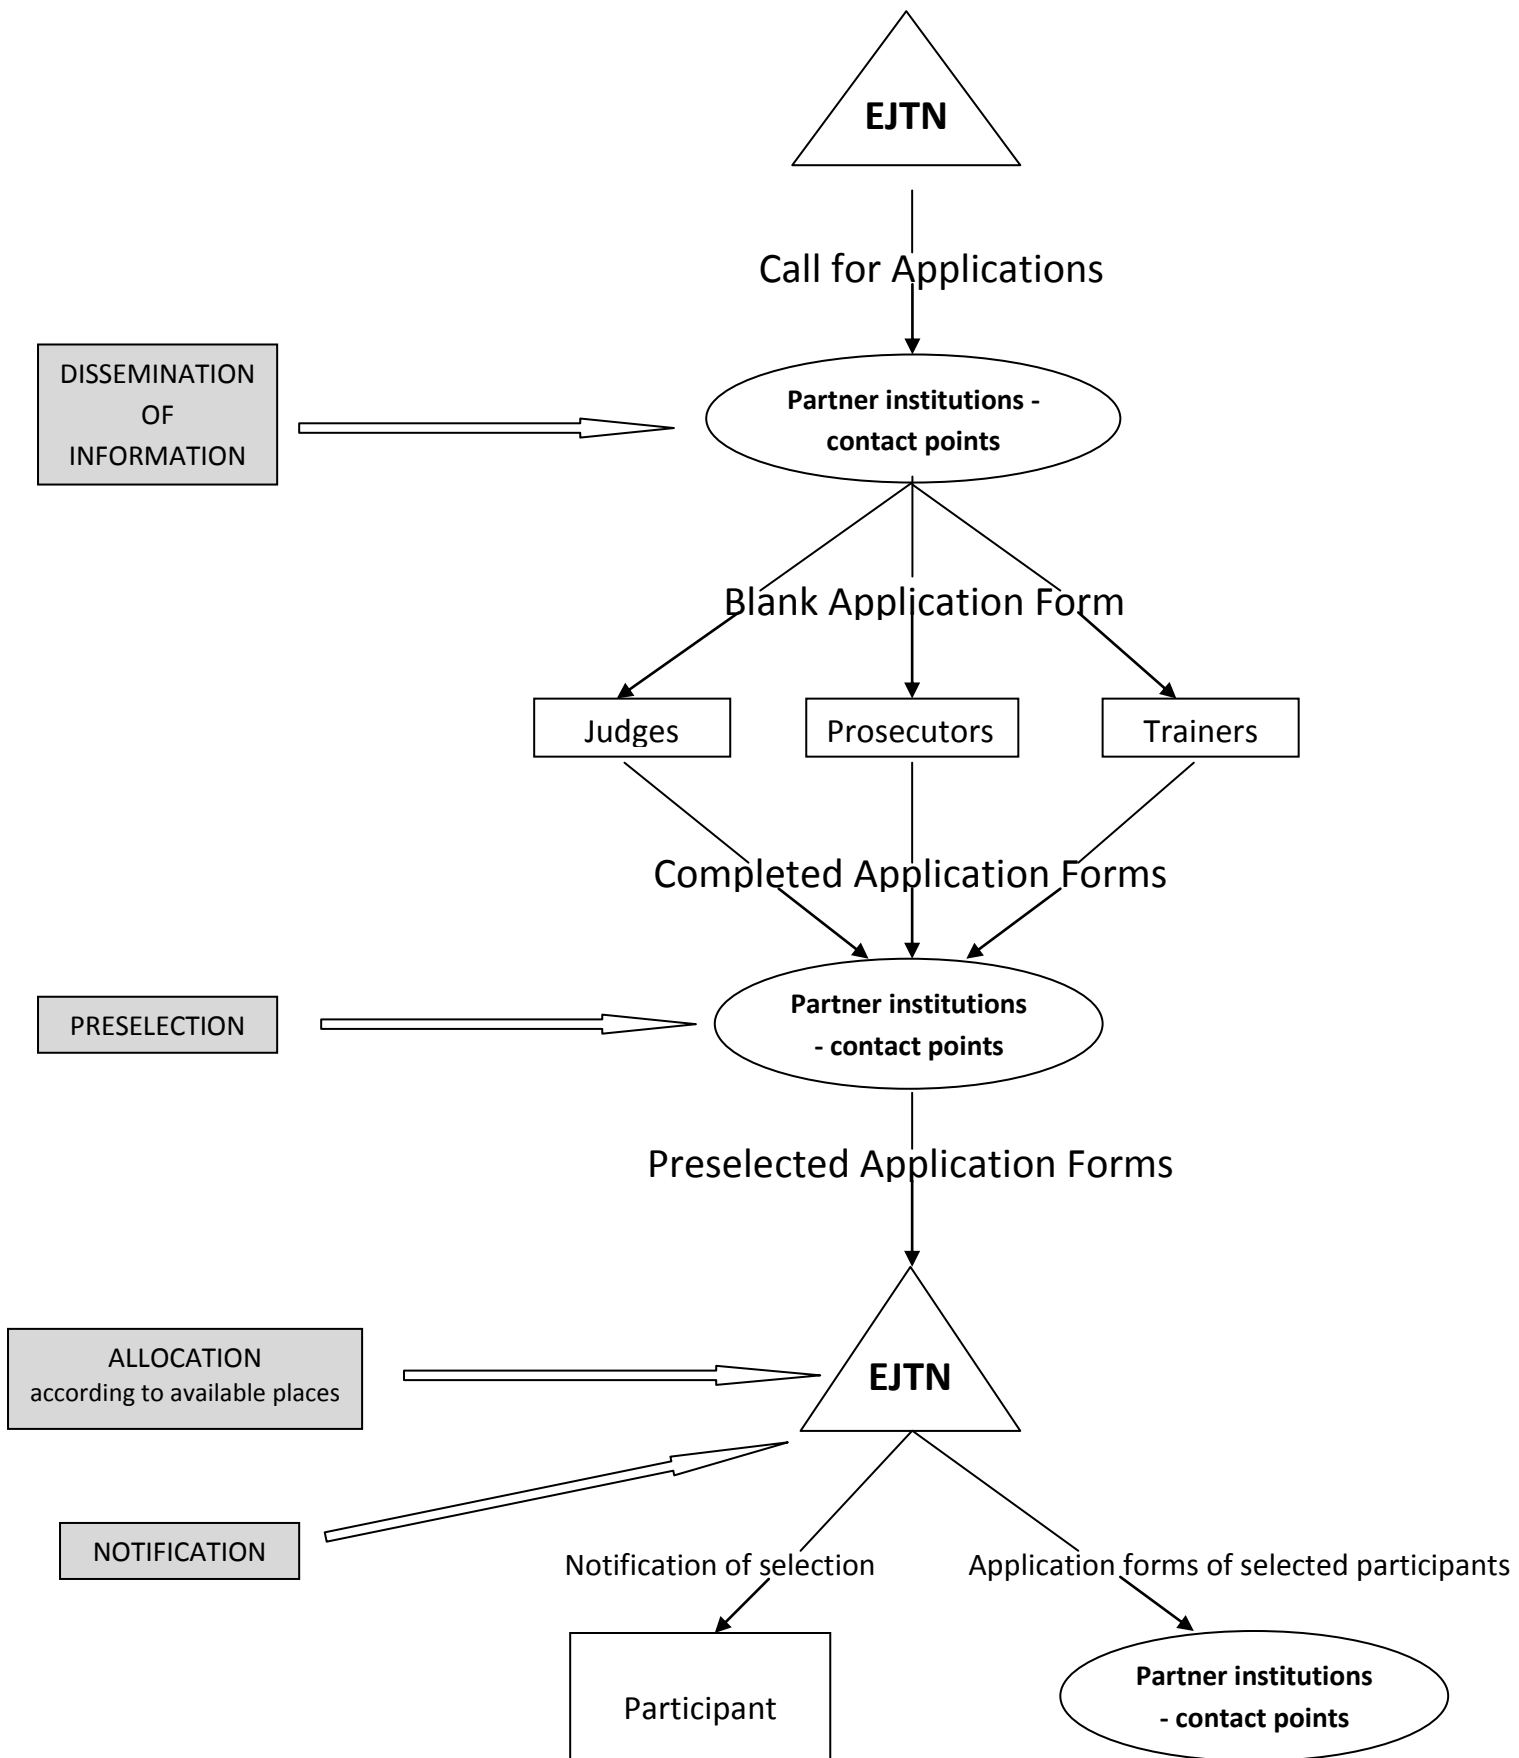 EJTN
Call for Applications
DISSEMINATION
OF
INFORMATION
Partner institutions -
contact points
Blank Application Form
Judges
Prosecutors
Trainers
Completed Application Forms
PRESELECTION
Partner institutions
- contact points
Preselected Application Forms
ALLOCATION
according to available places
EJTN
NOTIFICATION
Notification of selection
Application forms of selected participants
Participant
Partner institutions
- contact points